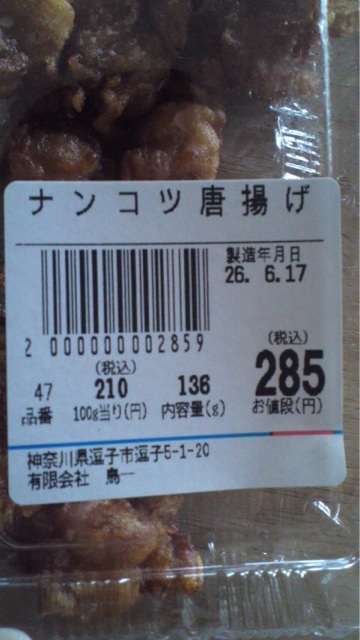 ナンコツ唐揚げ
製造年月日
26. 6.17
2 000000 002859
(税込) (税込)
47 210 136 285
品番 100g当り(円) 内容量(g) お値段(円)
神奈川県逗子市逗子5-1-20
有限会社 鳥一